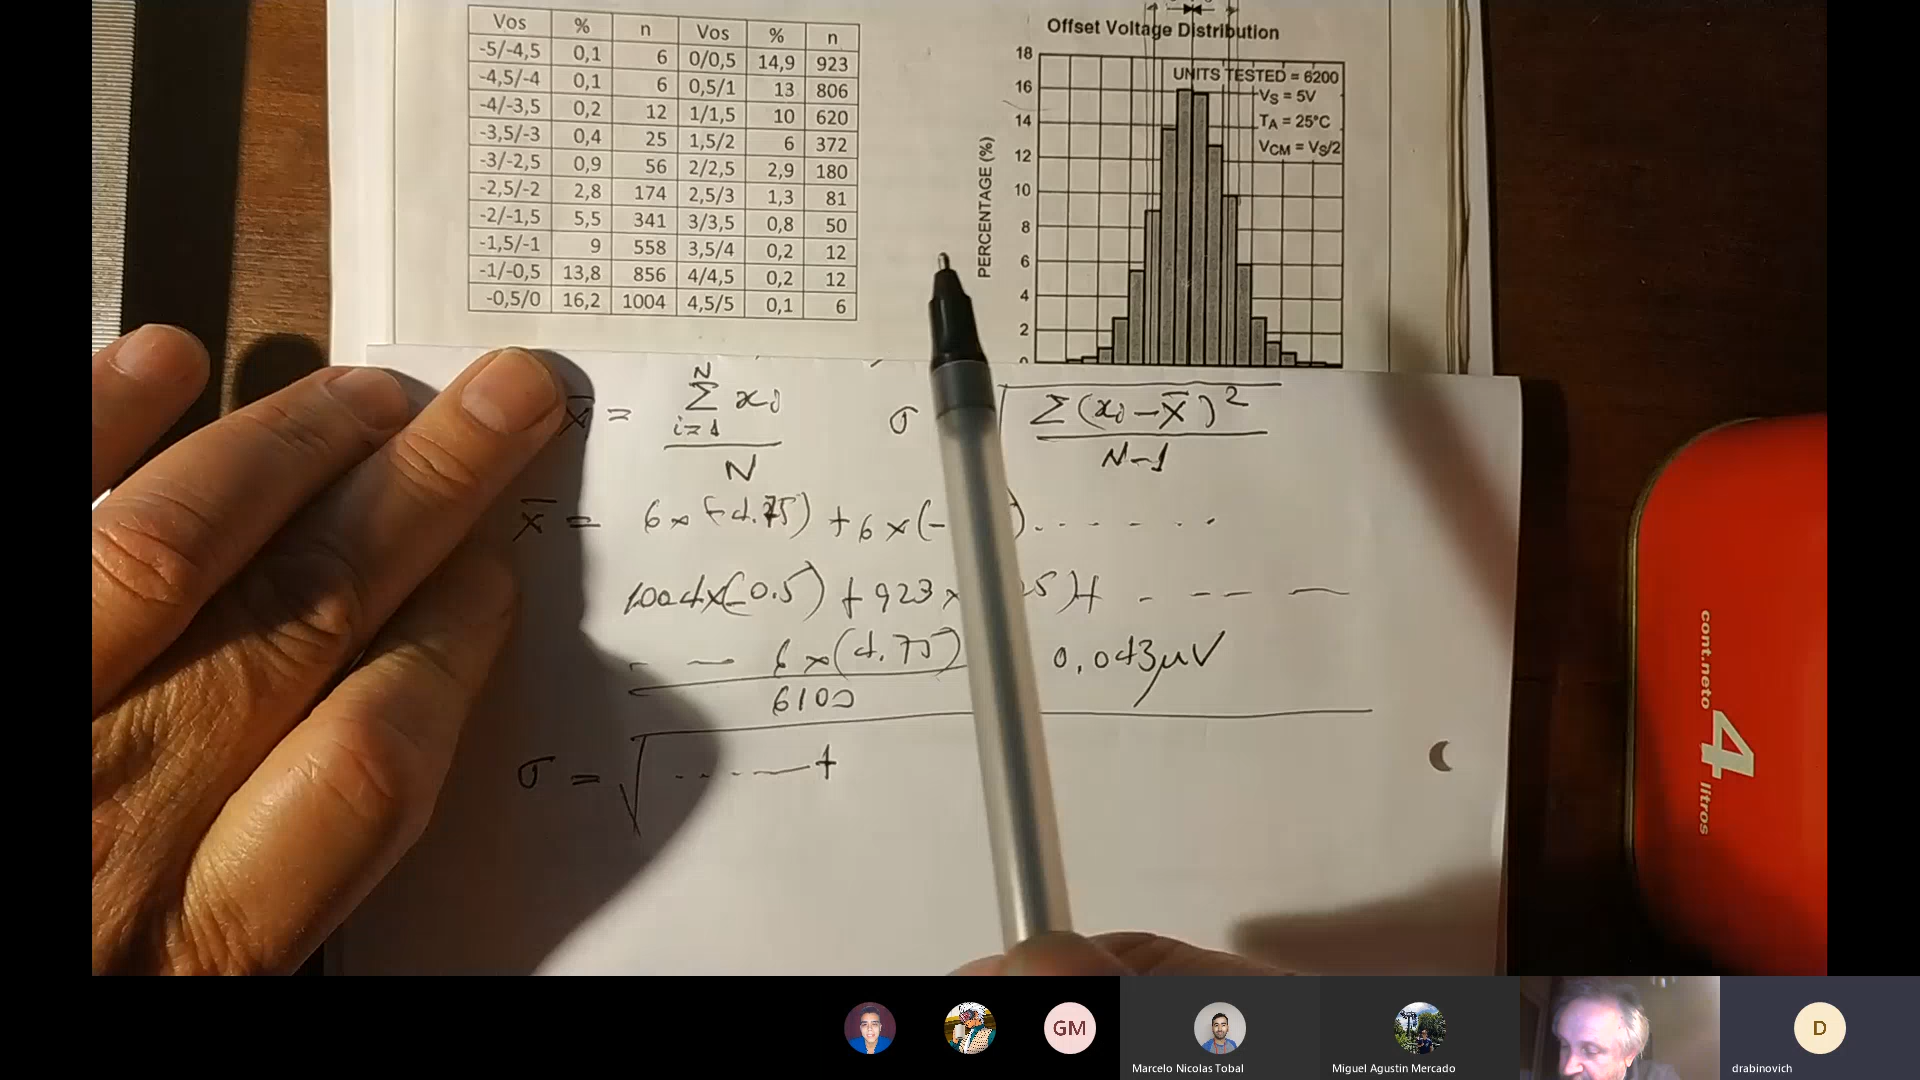 Vos % n Vos % n
-5/-4,5 0,1 6 0/0,5 14,9 923
-4,5/-4 0,1 6 0,5/1 13 806
-4/-3,5 0,2 12 1/1,5 10 620
-3,5/-3 0,4 25 1,5/2 6 372
-3/-2,5 0,9 56 2/2,5 2,9 180
-2,5/-2 2,8 174 2,5/3 1,3 81
-2/-1,5 5,5 341 3/3,5 0,8 50
-1,5/-1 9 558 3,5/4 0,2 12
-1/-0,5 13,8 856 4/4,5 0,2 12
-0,5/0 16,2 1004 4,5/5 0,1 6
Offset Voltage Distribution
18
16
14
12
10
8
6
4
2
0
PERCENTAGE (%)
UNITS TESTED = 6200
VS = 5V
TA = 25°C
VCM = VS/2
x̄ = Σ xi
i=1
N
N
σ √ Σ(xi-x̄)²
N-1
x̄ = 6x(-4.75) + 6x(- )......
1004x(-0.5) + 923x 5)+ - -- —
- — 6x(4.75) 0,043µV
6100
σ = √ ....—+
cont.neto
4
litros
GM
Marcelo Nicolas Tobal
Miguel Agustin Mercado
D
drabinovich